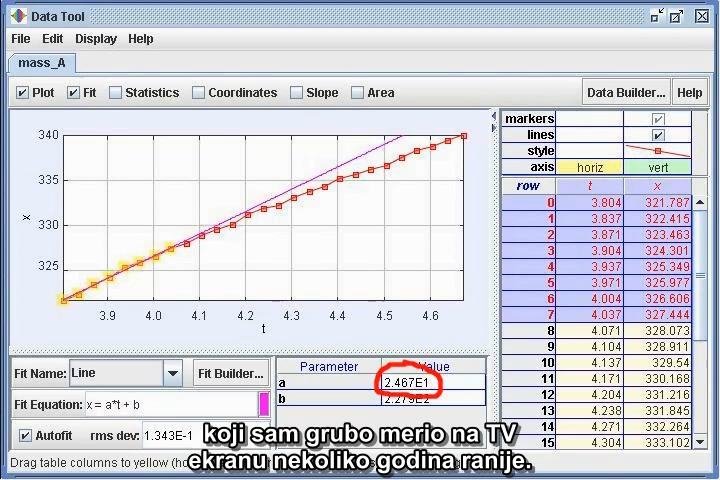 Data Tool
File Edit Display Help
mass_A
Plot Fit Statistics Coordinates Slope Area Data Builder... Help
340
335
330
325
x
3.9 4.0 4.1 4.2 4.3 4.4 4.5 4.6
t
markers
lines
style
axis horiz vert
row t x
0 3.804 321.787
1 3.837 322.415
2 3.871 323.463
3 3.904 324.301
4 3.937 325.349
5 3.971 325.977
6 4.004 326.606
7 4.037 327.444
8 4.071 328.073
9 4.104 328.911
10 4.137 329.54
11 4.171 330.168
12 4.204 331.216
13 4.238 331.845
14 4.271 332.264
15 4.304 333.102
Fit Name: Line Fit Builder...
Fit Equation: x = a*t + b
Autofit rms dev: 1.343E-1
Parameter Value
a 2.467E1
b 2.279E2
koji sam grubo merio na TV
ekranu nekoliko godina ranije.
Drag table columns to yellow (ho